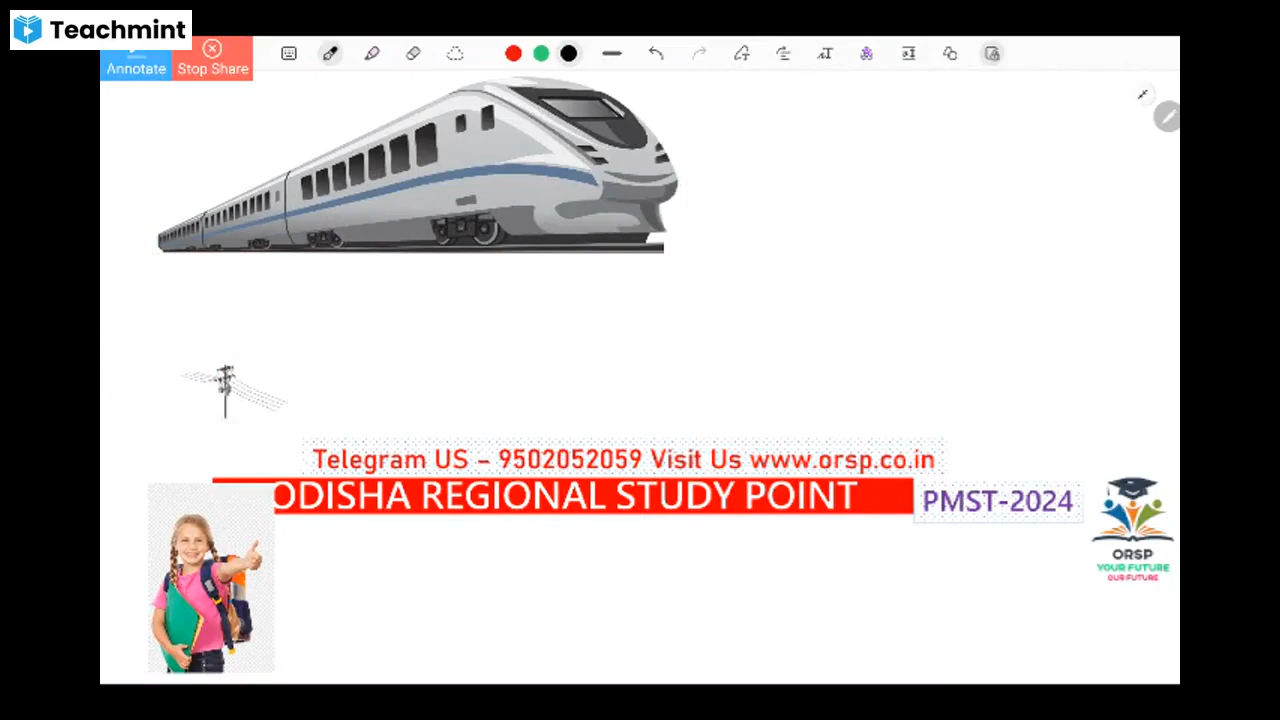 Teachmint
Annotate
Stop Share
Telegram US – 9502052059 Visit Us www.orsp.co.in
ODISHA REGIONAL STUDY POINT
PMST-2024
ORSP
YOUR FUTURE
OUR FUTURE